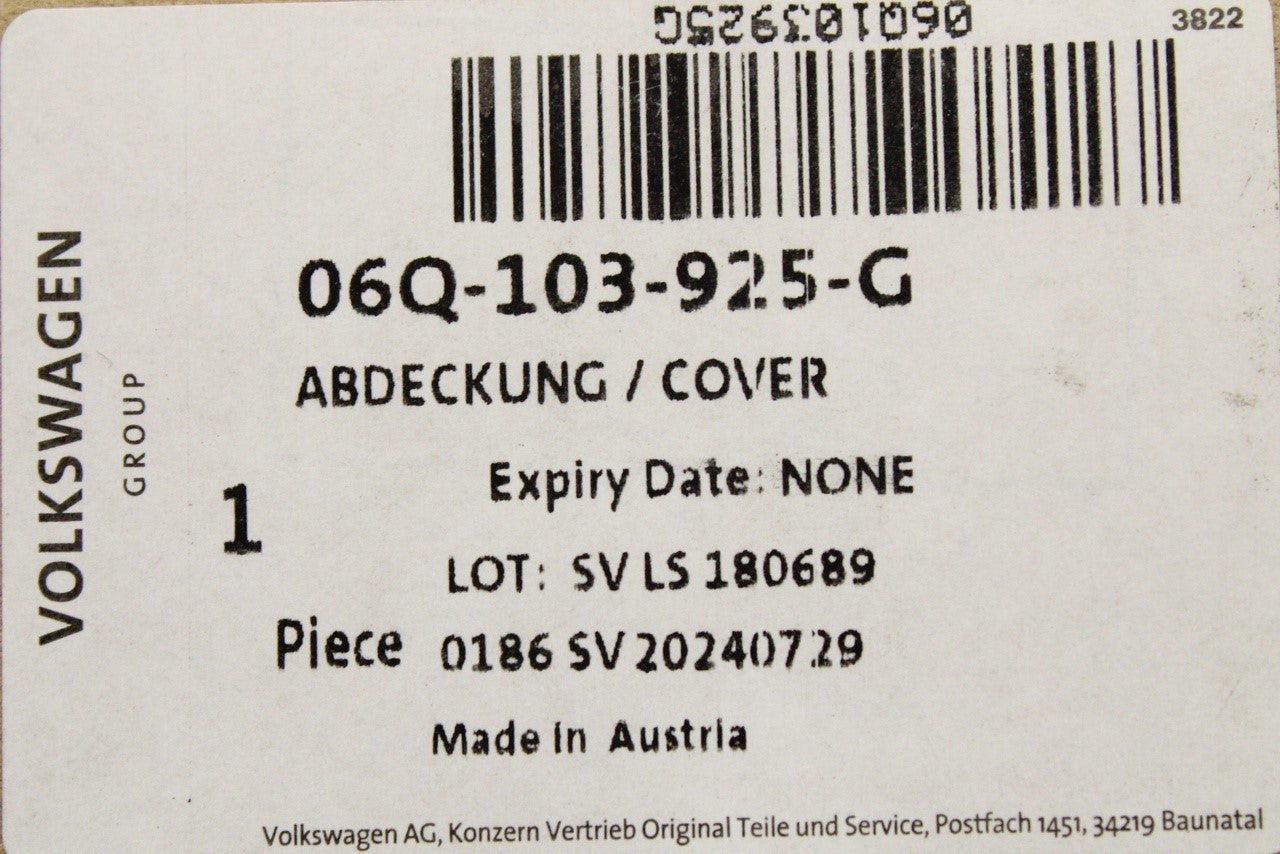 06Q103925G
3822
06Q-103-925-G
ABDECKUNG / COVER
Expiry Date: NONE
1
LOT: SV LS 180689
Piece 0186 SV 20240729
Made in Austria
VOLKSWAGEN
GROUP
Volkswagen AG, Konzern Vertrieb Original Teile und Service, Postfach 1451, 34219 Baunatal